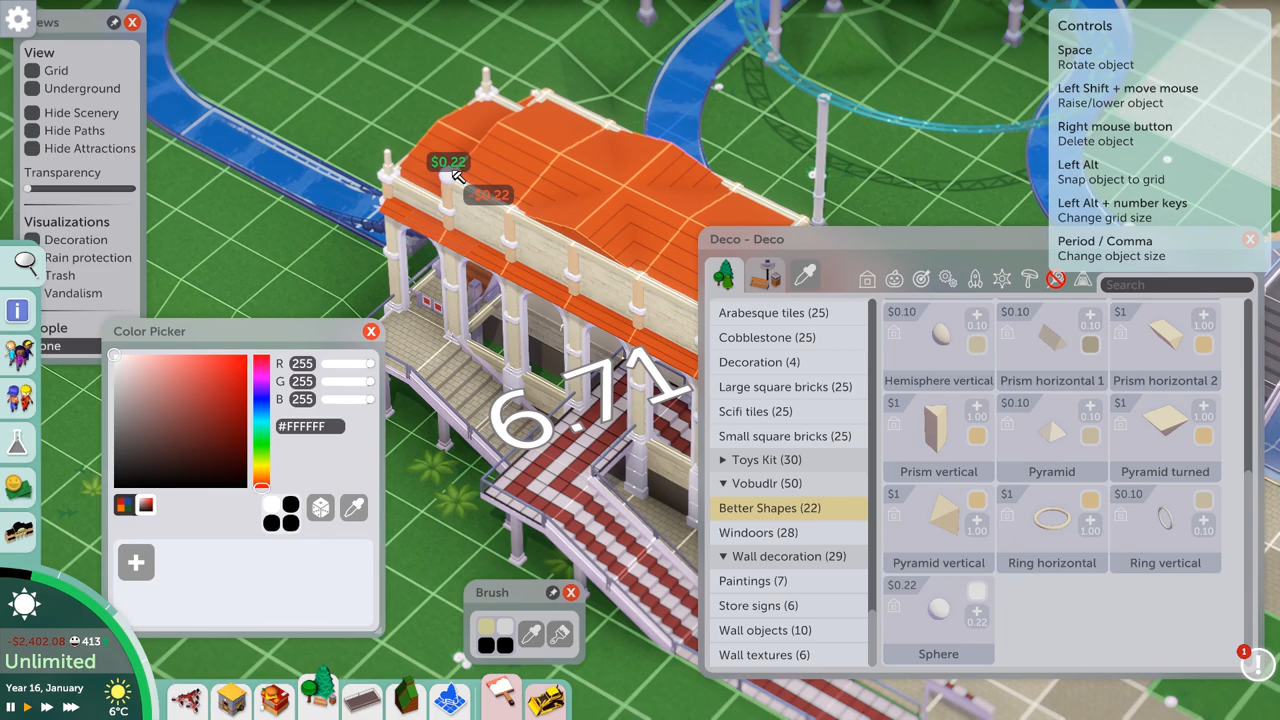 ews
View
Grid
Underground
Hide Scenery
Hide Paths
Hide Attractions
Transparency
Visualizations
Decoration
Rain protection
Trash
Vandalism
ople
one
$0.22
-$0.22
6.71
Controls
Space
Rotate object
Left Shift + move mouse
Raise/lower object
Right mouse button
Delete object
Left Alt
Snap object to grid
Left Alt + number keys
Change grid size
Period / Comma
Change object size
Color Picker
R 255
G 255
B 255
#FFFFFF
Brush
Deco - Deco
Search
Arabesque tiles (25)
Cobblestone (25)
Decoration (4)
Large square bricks (25)
Scifi tiles (25)
Small square bricks (25)
Toys Kit (30)
Vobudlr (50)
Better Shapes (22)
Windoors (28)
Wall decoration (29)
Paintings (7)
Store signs (6)
Wall objects (10)
Wall textures (6)
$0.10 0.10 $0.10 0.10 $1 1.00
Hemisphere vertical Prism horizontal 1 Prism horizontal 2
$1 1.00 $0.10 0.10 $1 1.00
Prism vertical Pyramid Pyramid turned
$1 1.00 $1 1.00 $0.10 0.10
Pyramid vertical Ring horizontal Ring vertical
$0.22 0.22
Sphere
-$2,402.08 413
Unlimited
Year 16, January
6°C
1